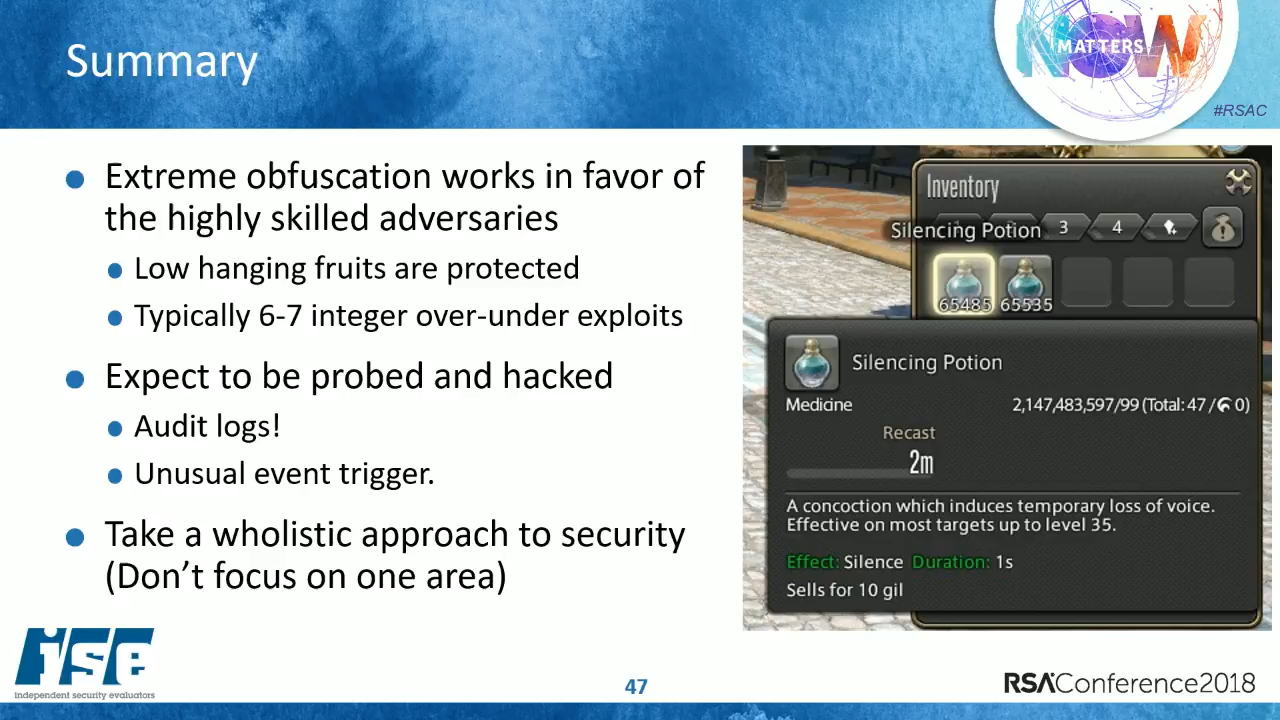 Summary
NOW
MATTERS
#RSAC
Extreme obfuscation works in favor of
the highly skilled adversaries
Low hanging fruits are protected
Typically 6-7 integer over-under exploits
Expect to be probed and hacked
Audit logs!
Unusual event trigger.
Take a wholistic approach to security
(Don't focus on one area)
Inventory
Silencing Potion
3 4
65485 65535
Silencing Potion
Medicine 2,147,483,597/99 (Total: 47 / 0)
Recast
2m
A concoction which induces temporary loss of voice.
Effective on most targets up to level 35.
Effect: Silence Duration: 1s
Sells for 10 gil
ise
independent security evaluators
47
RSAConference2018